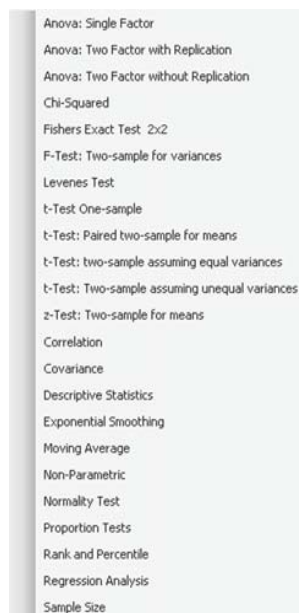 Anova: Single Factor
Anova: Two Factor with Replication
Anova: Two Factor without Replication
Chi-Squared
Fishers Exact Test 2x2
F-Test: Two-sample for variances
Levenes Test
t-Test One-sample
t-Test: Paired two-sample for means
t-Test: two-sample assuming equal variances
t-Test: Two-sample assuming unequal variances
z-Test: Two-sample for means
Correlation
Covariance
Descriptive Statistics
Exponential Smoothing
Moving Average
Non-Parametric
Normality Test
Proportion Tests
Rank and Percentile
Regression Analysis
Sample Size